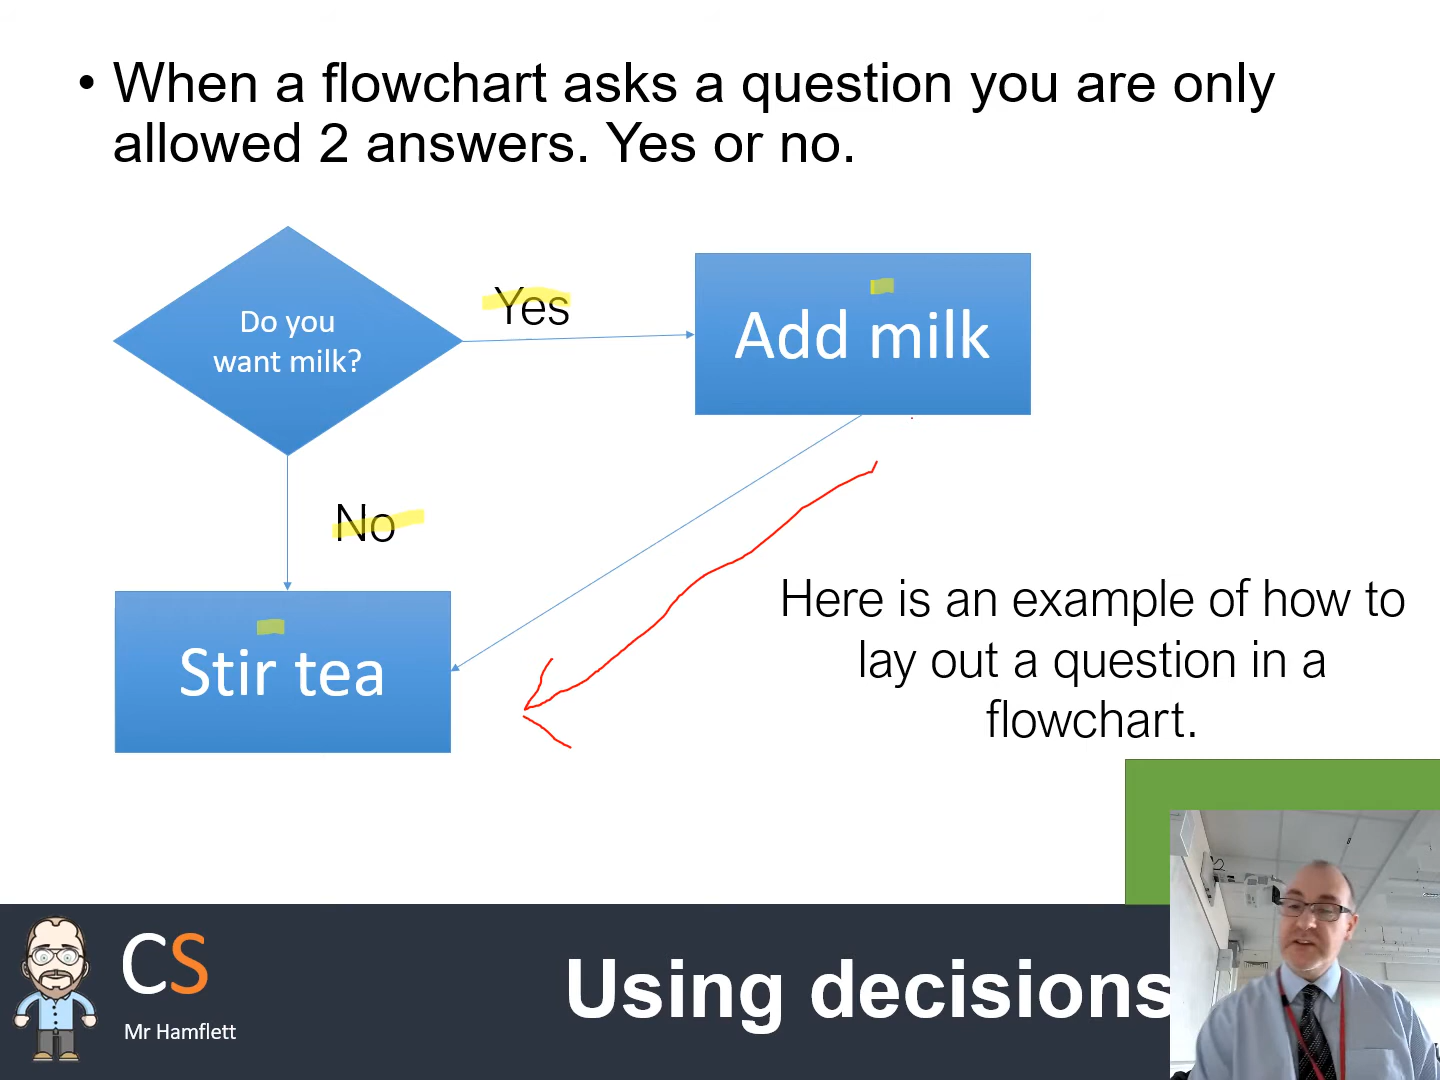 • When a flowchart asks a question you are only
allowed 2 answers. Yes or no.
Do you
want milk?
Yes
Add milk
No
Stir tea
Here is an example of how to
lay out a question in a
flowchart.
CS
Mr Hamflett
Using decisions